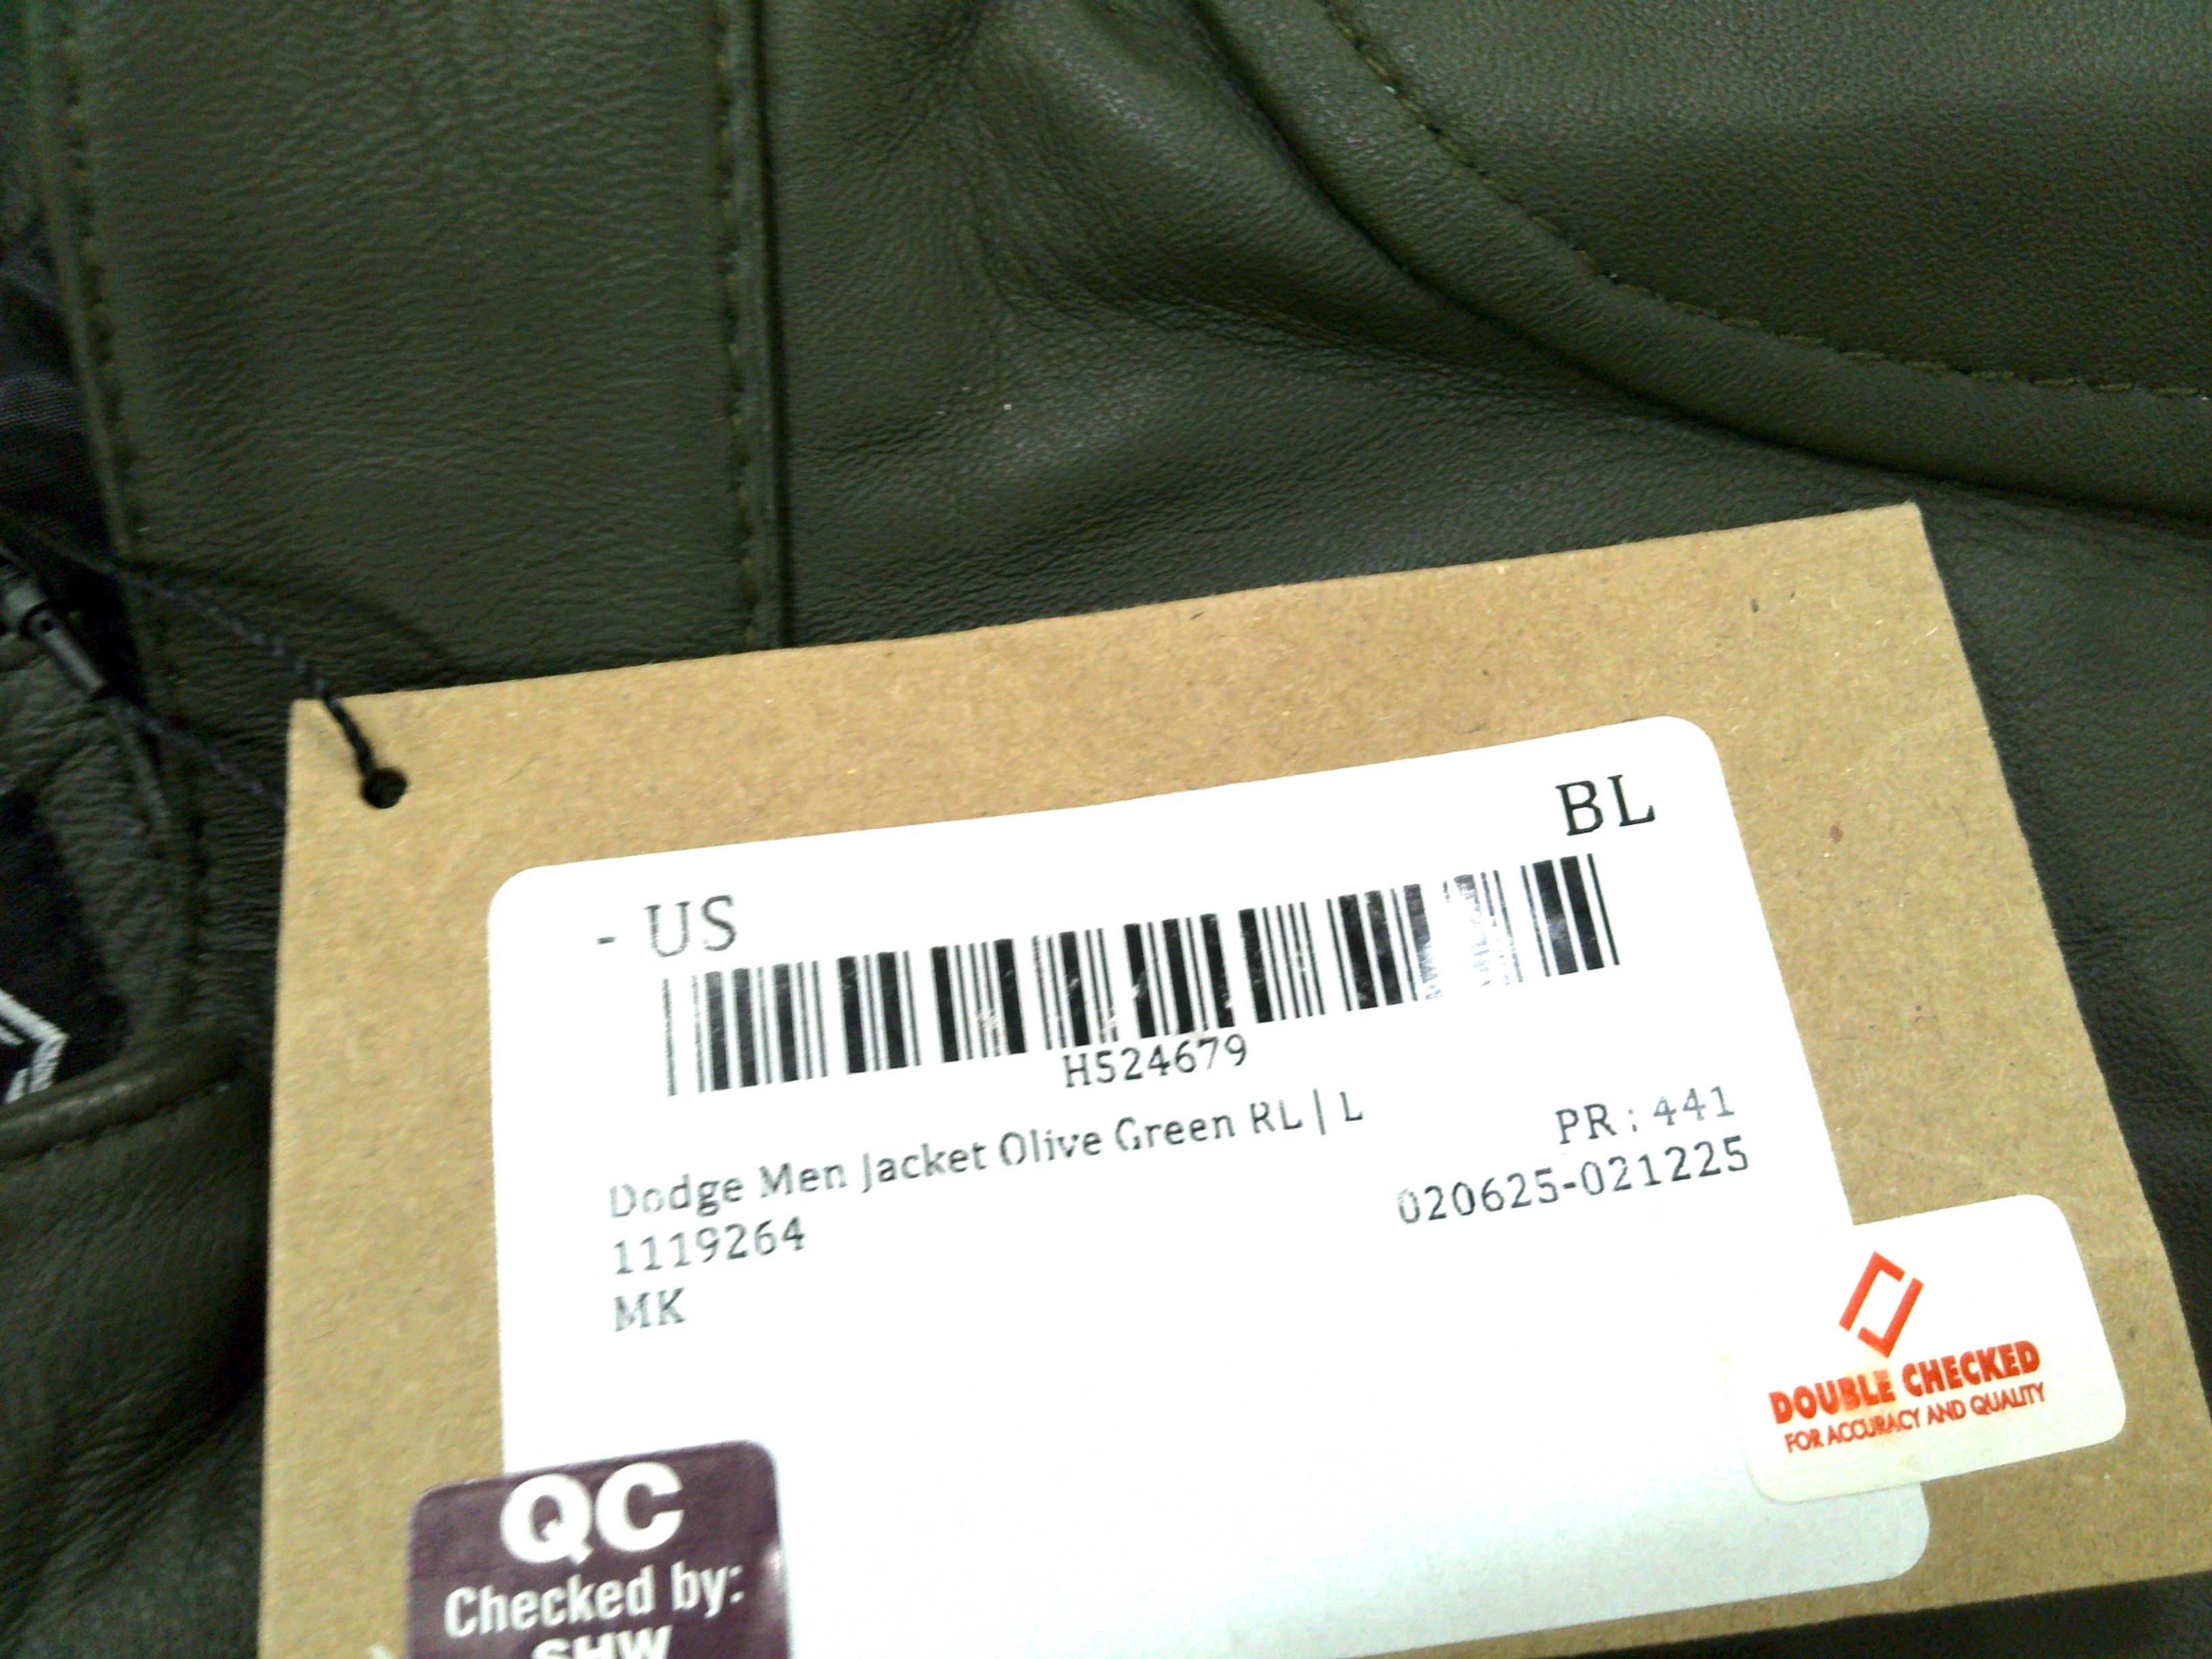 BL
- US
H524679
Dodge Men Jacket Olive Green RL | L
PR : 441
1119264
020625-021225
MK
DOUBLE CHECKED
FOR ACCURACY AND QUALITY
QC
Checked by:
SHW